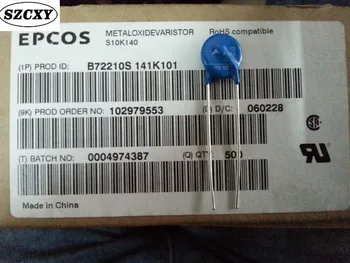 SZCXY
EPCOS
METALOXIDEVARISTOR
RoHS compatible
S10K140
(1P) PROD ID:
B72210S 141K101
(9K) PROD ORDER NO:
102979553
D/C:
060228
(T) BATCH NO:
0004974387
(Q) QTY:
500
Made in China